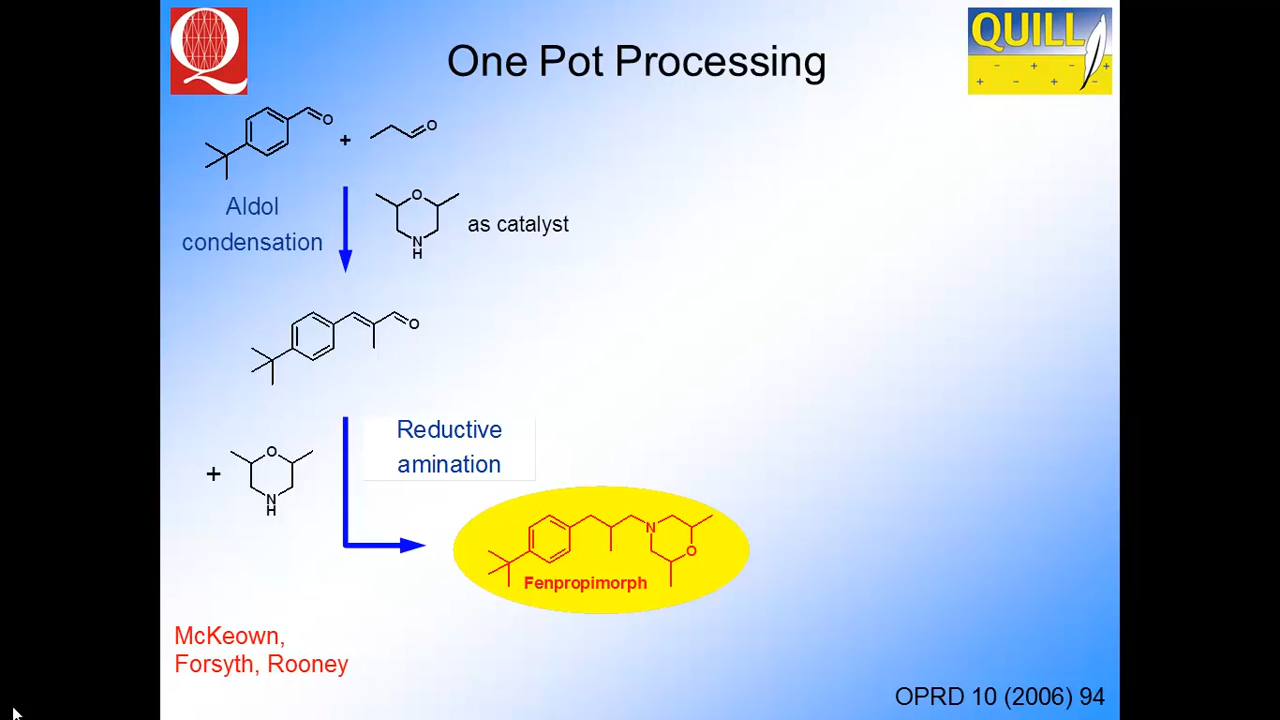 Q
QUILL
One Pot Processing
O
+
O
Aldol
condensation
O
N
H
as catalyst
O
Reductive
amination
+
O
N
H
N
O
Fenpropimorph
McKeown,
Forsyth, Rooney
OPRD 10 (2006) 94